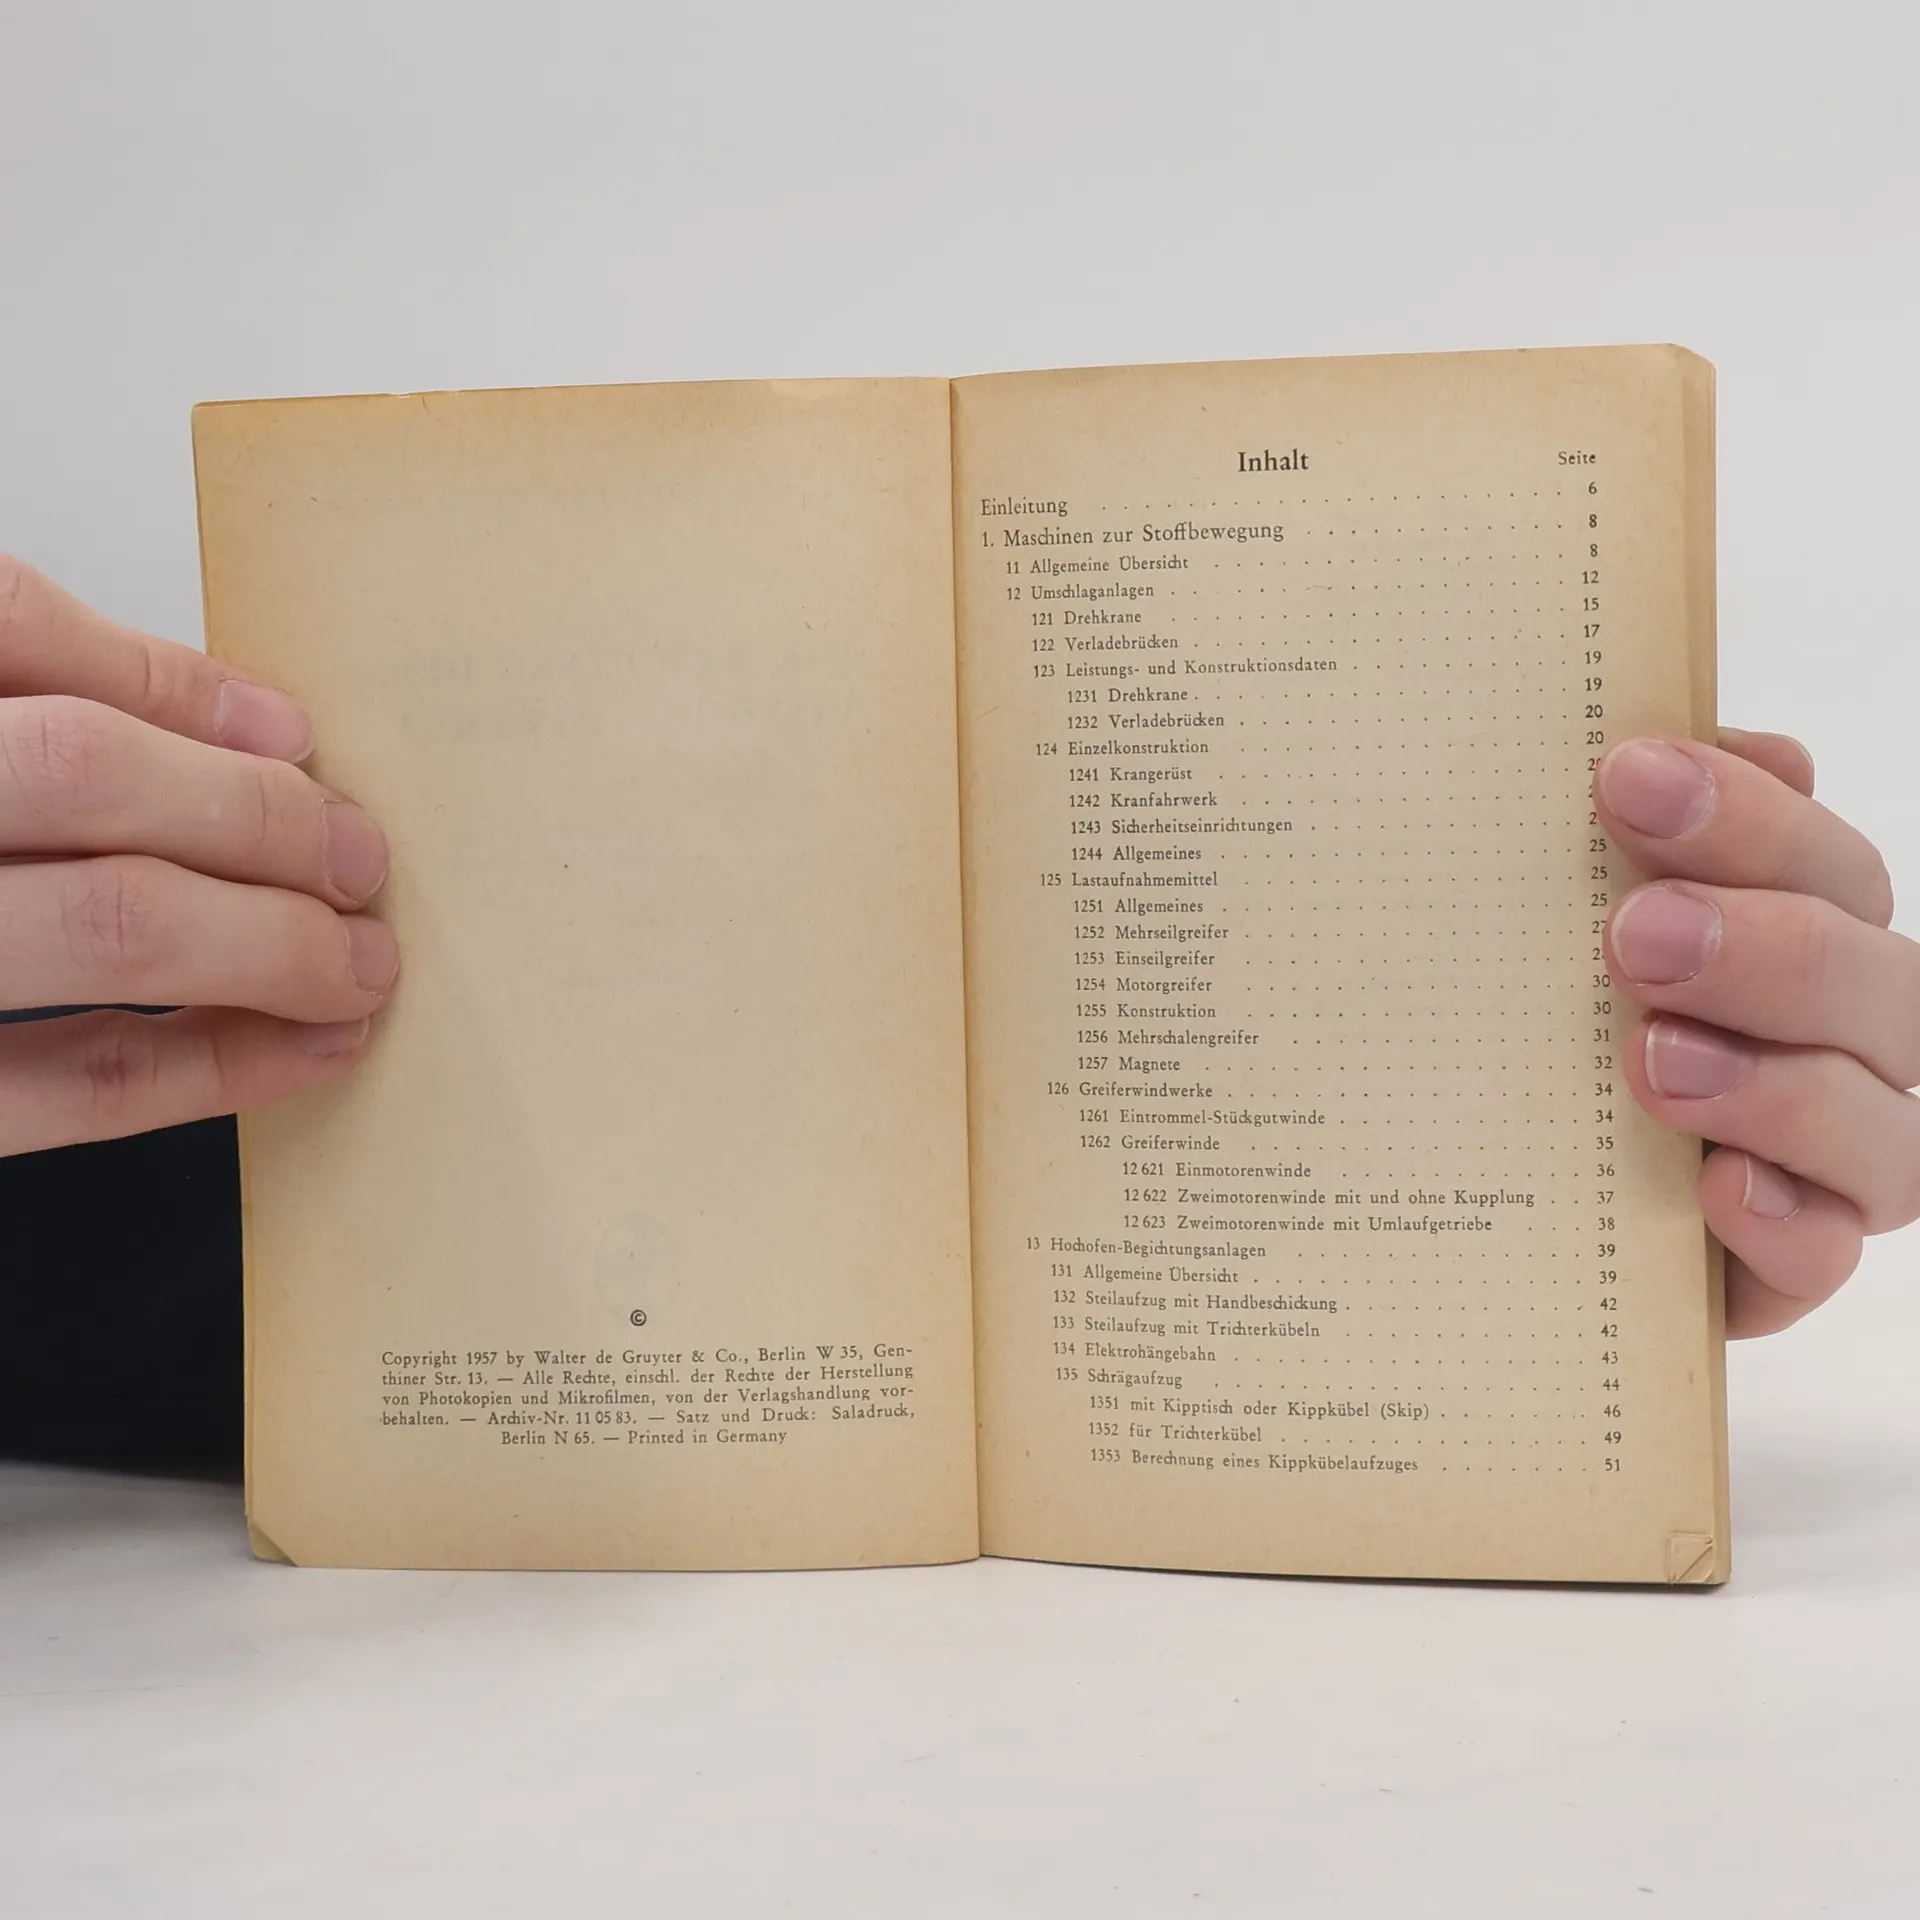 ©
Copyright 1957 by Walter de Gruyter & Co., Berlin W 35, Gen-
thiner Str. 13. — Alle Rechte, einschl. der Rechte der Herstellung
von Photokopien und Mikrofilmen, von der Verlagshandlung vor-
behalten. — Archiv-Nr. 11 05 83. — Satz und Druck: Saladruck,
Berlin N 65. — Printed in Germany
Inhalt Seite
Einleitung . . . . . 6
1. Maschinen zur Stoffbewegung . . . . . 8
11 Allgemeine Übersicht . . . . . 8
12 Umschlaganlagen . . . . . 12
121 Drehkrane . . . . . 15
122 Verladebrücken . . . . . 17
123 Leistungs- und Konstruktionsdaten . . . . . 19
1231 Drehkrane . . . . . 19
1232 Verladebrücken . . . . . 20
124 Einzelkonstruktion . . . . . 20
1241 Krangerüst . . . . .
1242 Kranfahrwerk . . . . .
1243 Sicherheitseinrichtungen . . . . .
1244 Allgemeines . . . . . 25
125 Lastaufnahmemittel . . . . . 25
1251 Allgemeines . . . . . 25
1252 Mehrseilgreifer . . . . . 27
1253 Einseilgreifer . . . . .
1254 Motorgreifer . . . . . 30
1255 Konstruktion . . . . . 30
1256 Mehrschalengreifer . . . . . 31
1257 Magnete . . . . . 32
126 Greiferwindwerke . . . . . 34
1261 Eintrommel-Stückgutwinde . . . . . 34
1262 Greiferwinde . . . . . 35
12 621 Einmotorenwinde . . . . . 36
12 622 Zweimotorenwinde mit und ohne Kupplung . . 37
12 623 Zweimotorenwinde mit Umlaufgetriebe . . . 38
13 Hochofen-Begichtungsanlagen . . . . . 39
131 Allgemeine Übersicht . . . . . 39
132 Steilaufzug mit Handbeschickung . . . . . 42
133 Steilaufzug mit Trichterkübeln . . . . . 42
134 Elektrohängebahn . . . . . 43
135 Schrägaufzug . . . . . 44
1351 mit Kipptisch oder Kippkübel (Skip) . . . . . 46
1352 für Trichterkübel . . . . . 49
1353 Berechnung eines Kippkübelaufzuges . . . . . 51